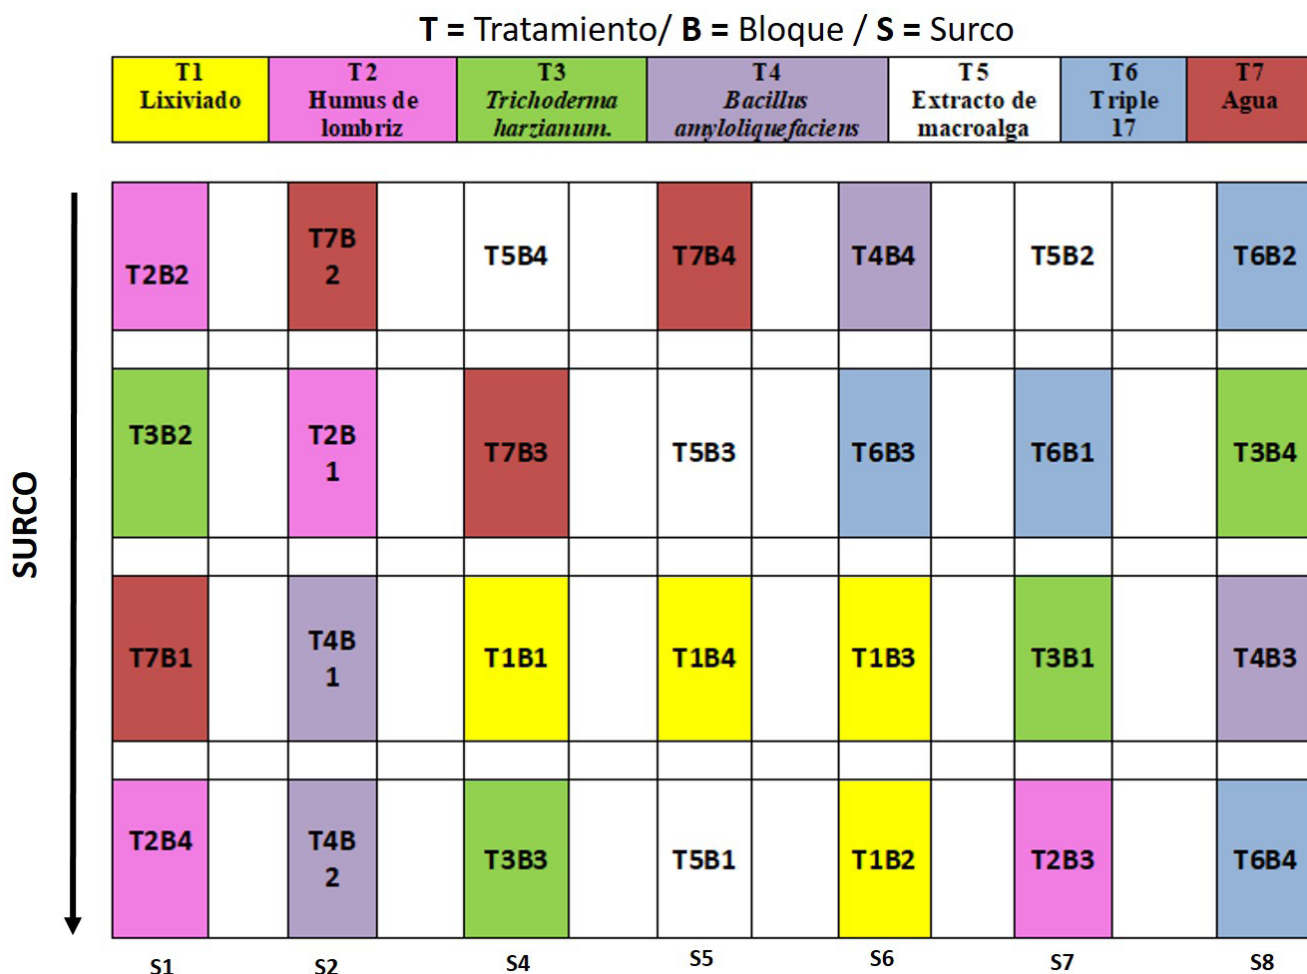 T = Tratamiento/ B = Bloque / S = Surco
T1 T2 T3 T4 T5 T6 T7
Lixiviado Humus de Trichoderma Bacillus Extracto de Triple Agua
lombriz harzianum. amyloliquefaciens macroalga 17
T2B2 T7B T5B4 T7B4 T4B4 T5B2 T6B2
2
T3B2 T2B T7B3 T5B3 T6B3 T6B1 T3B4
1
SURCO
T7B1 T4B T1B1 T1B4 T1B3 T3B1 T4B3
1
T2B4 T4B T3B3 T5B1 T1B2 T2B3 T6B4
2
S1 S2 S4 S5 S6 S7 S8